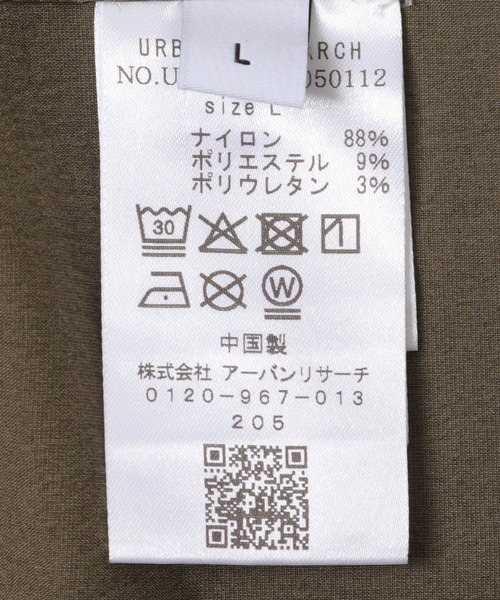 L
NO.U
050112
size L
ナイロン 88%
ポリエステル 9%
ポリウレタン 3%
30
W
中国製
株式会社 アーバンリサーチ
0120-967-013
205